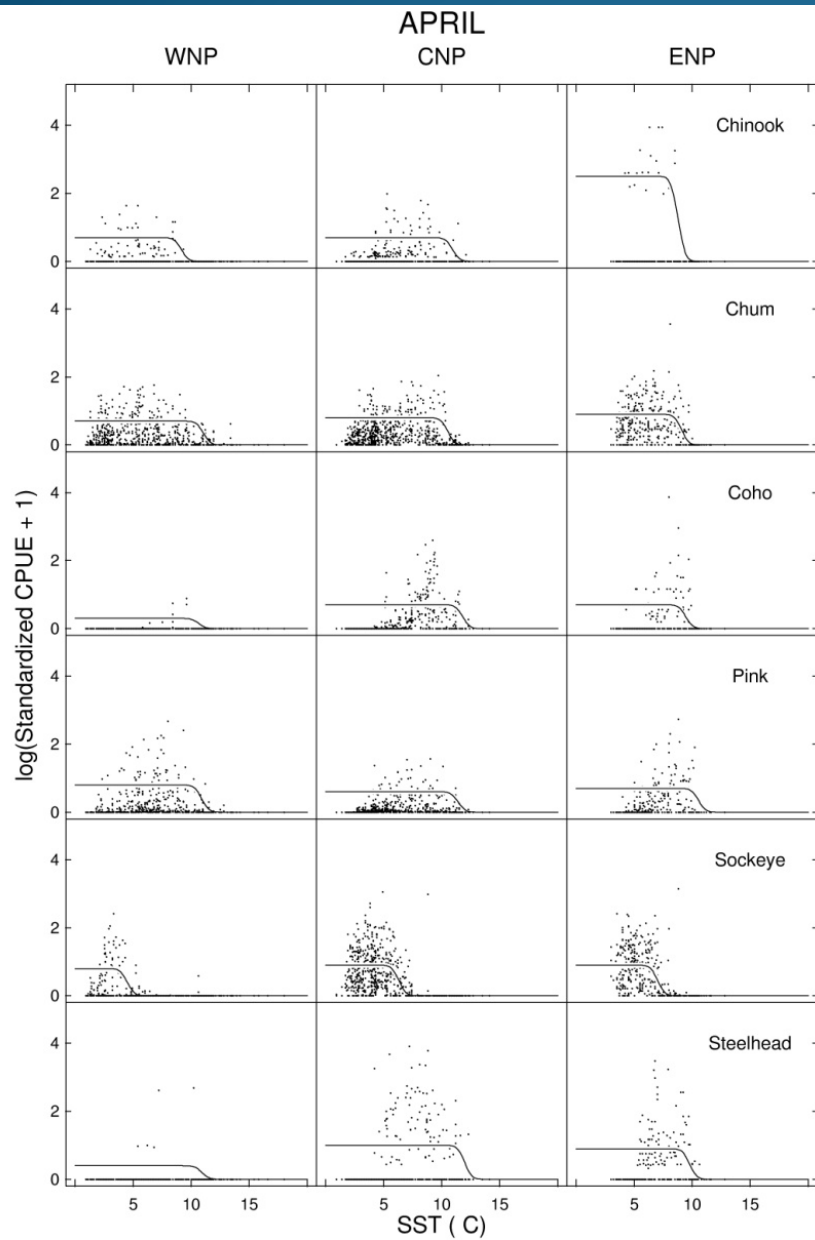 APRIL
WNP CNP ENP
4 Chinook
2
0
4 Chum
2
0
4 Coho
2
0
4 Pink
2
0
4 Sockeye
2
0
4 Steelhead
2
0
log(Standardized CPUE + 1)
5 10 15 5 10 15 5 10 15
SST ( C)